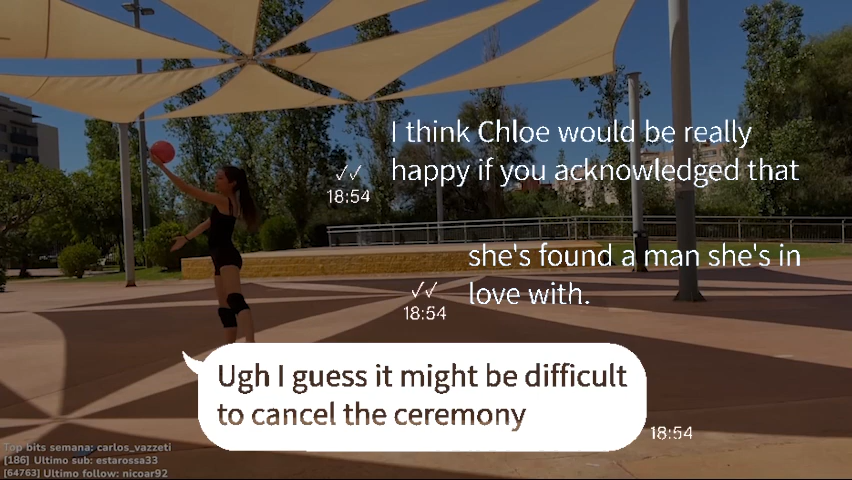 I think Chloe would be really
happy if you acknowledged that
✓✓
18:54
she's found a man she's in
love with.
✓✓
18:54
Ugh I guess it might be difficult
to cancel the ceremony
18:54
Top bits semana: carlos_vazzeti
[186] Ultimo sub: estarossa33
[64763] Ultimo follow: nicoar92